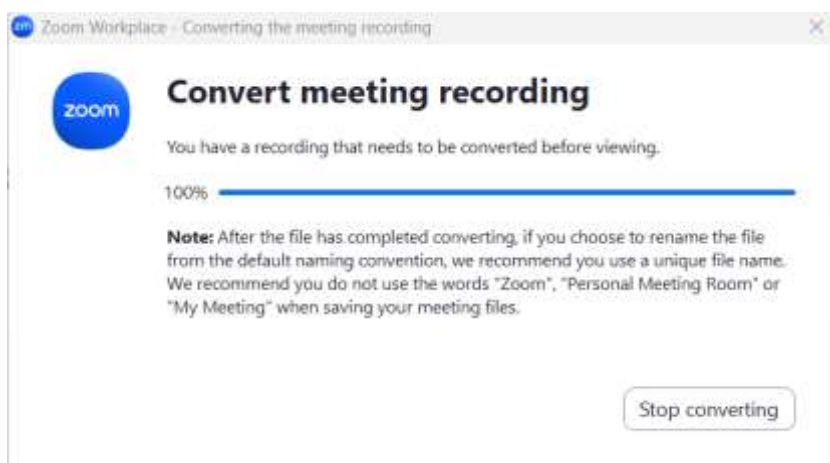 zm Zoom Workplace - Converting the meeting recording
zoom
Convert meeting recording
You have a recording that needs to be converted before viewing.
100%
Note: After the file has completed converting, if you choose to rename the file
from the default naming convention, we recommend you use a unique file name.
We recommend you do not use the words "Zoom", "Personal Meeting Room" or
"My Meeting" when saving your meeting files.
Stop converting